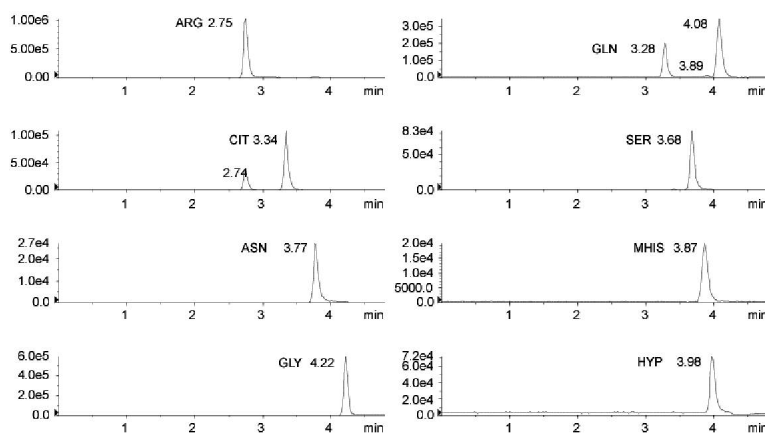 1.00e6
ARG 2.75
5.00e5
0.00
1 2 3 4 min
4.08
3.0e5
GLN 3.28
2.0e5
3.89
1.0e5
0.0
1 2 3 4 min
1.00e5
CIT 3.34
5.00e4
2.74
0.00
1 2 3 4 min
8.3e4
SER 3.68
5.0e4
0.0
1 2 3 4 min
2.7e4
ASN 3.77
2.0e4
1.0e4
0.0
1 2 3 4 min
2.0e4
MHIS 3.87
1.5e4
1.0e4
5000.0
0.0
1 2 3 4 min
6.0e5
GLY 4.22
4.0e5
2.0e5
0.0
1 2 3 4 min
7.2e4
HYP 3.98
6.0e4
4.0e4
2.0e4
0.0
1 2 3 4 min